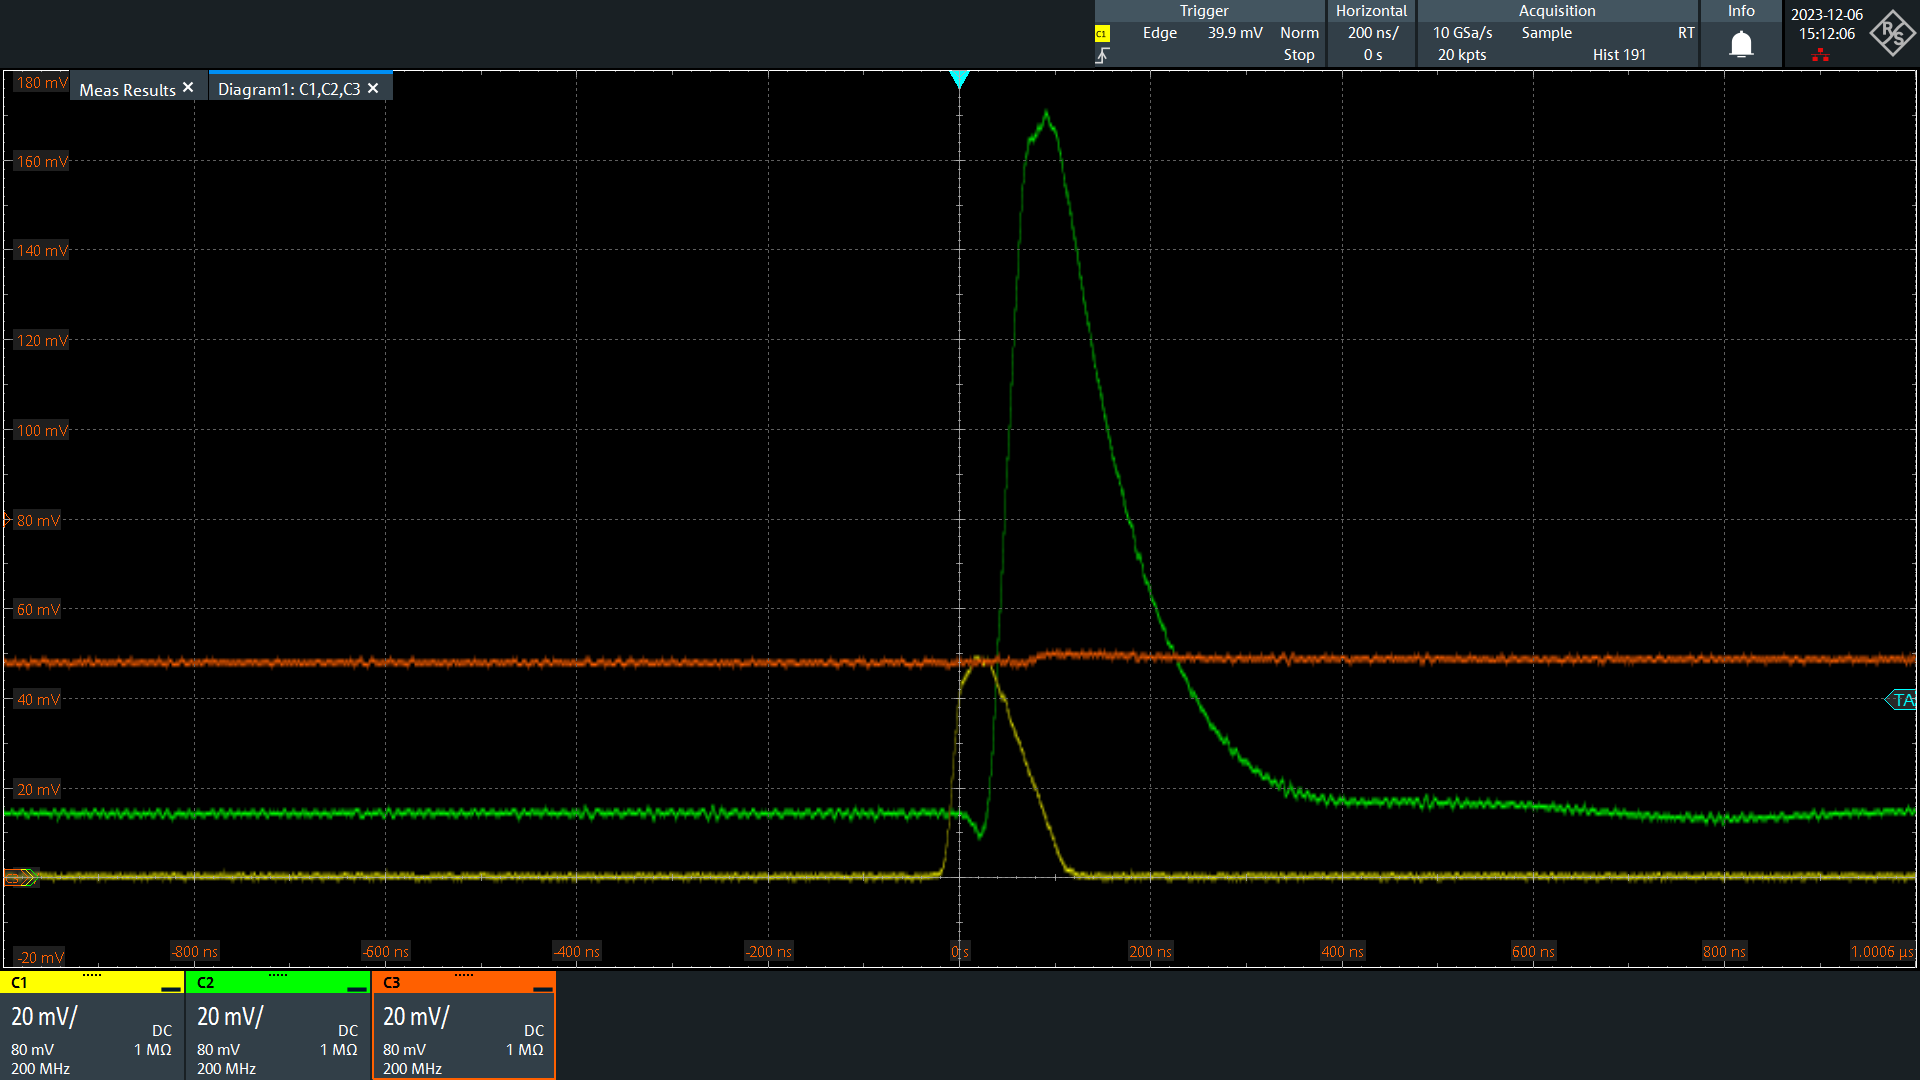 Trigger
C1 Edge 39.9 mV Norm
Stop
Horizontal
200 ns/
0 s
Acquisition
10 GSa/s Sample RT
20 kpts Hist 191
Info
2023-12-06
15:12:06
R&S
Meas Results ×
Diagram1: C1,C2,C3 ×
180 mV
160 mV
140 mV
120 mV
100 mV
80 mV
60 mV
40 mV
TA
20 mV
-20 mV
-800 ns -600 ns -400 ns -200 ns 0 s 200 ns 400 ns 600 ns 800 ns 1.0006 µs
C1
20 mV/
DC
80 mV 1 MΩ
200 MHz
C2
20 mV/
DC
80 mV 1 MΩ
200 MHz
C3
20 mV/
DC
80 mV 1 MΩ
200 MHz